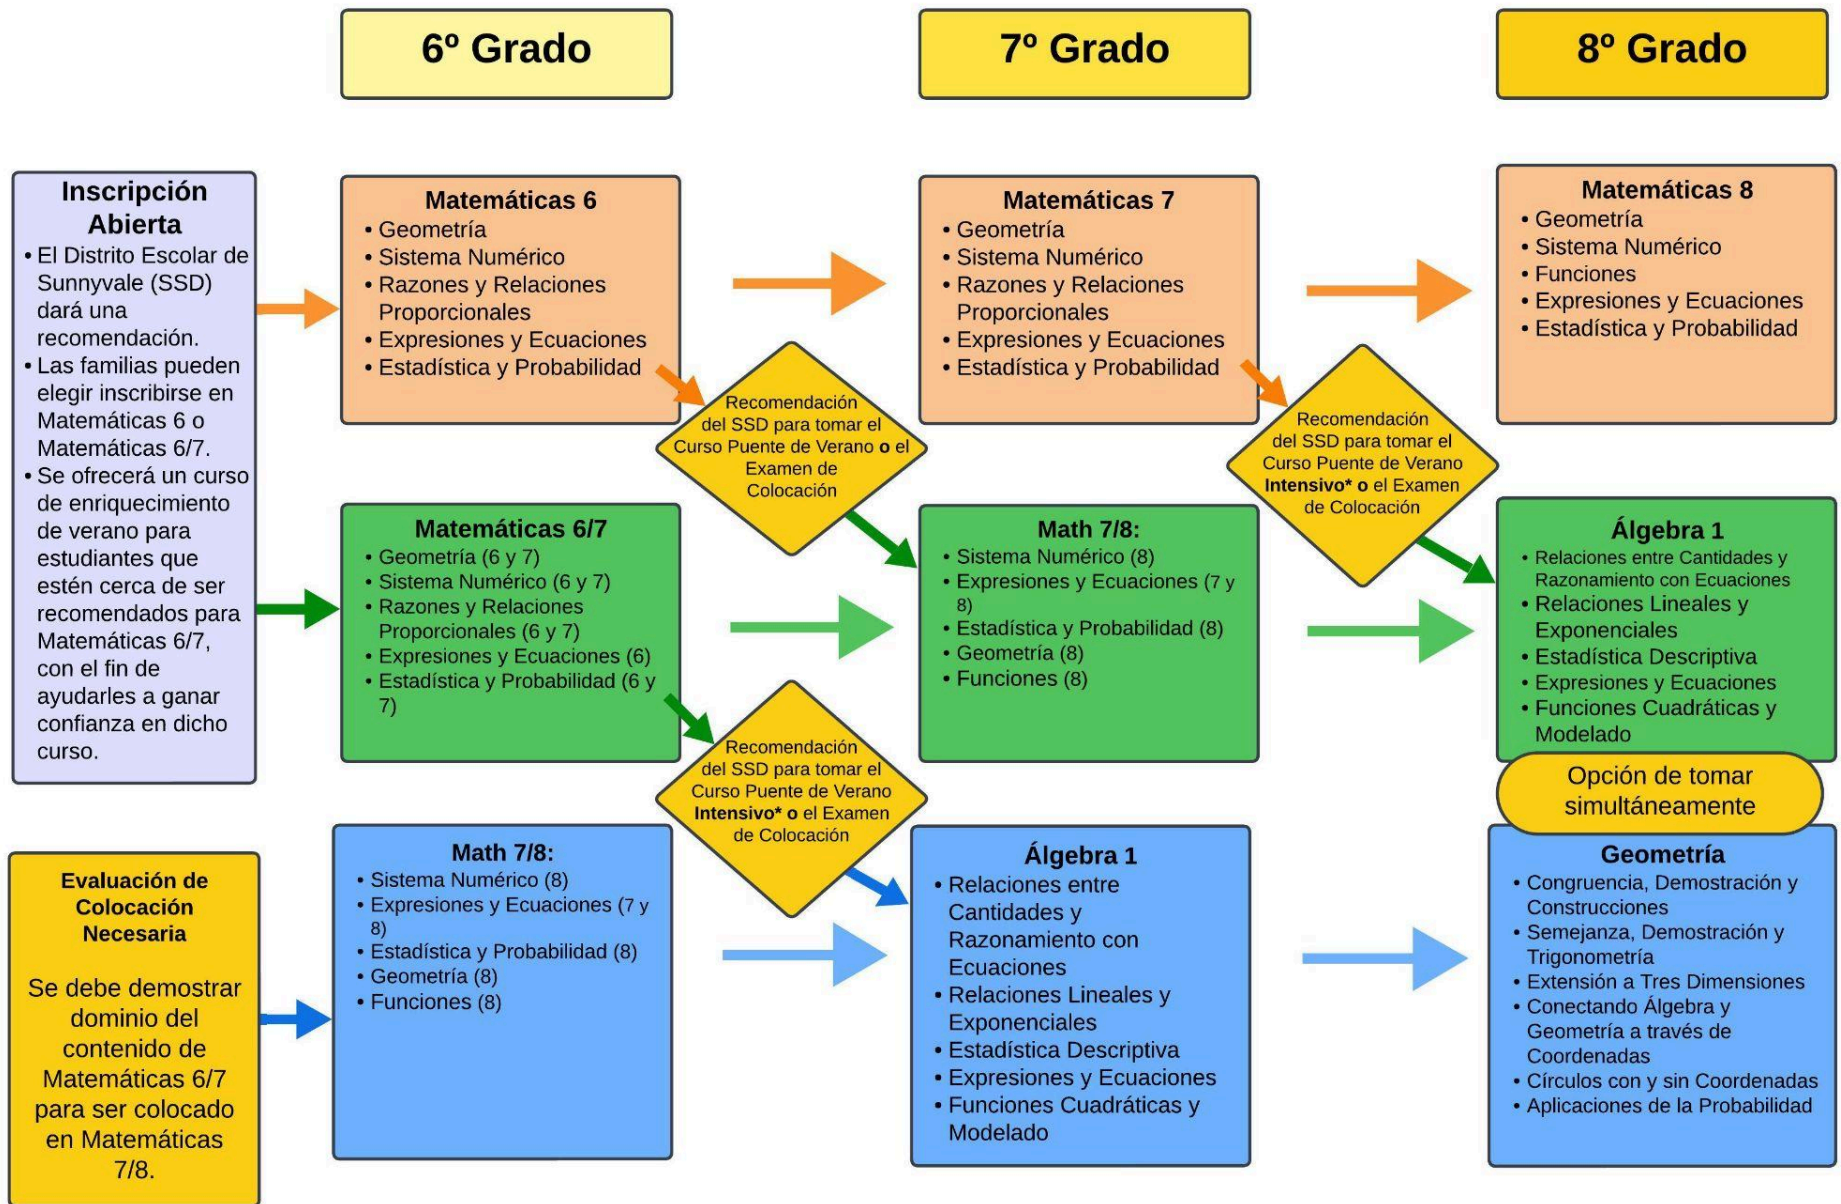 6º Grado
7º Grado
8º Grado
Inscripción
Abierta
• El Distrito Escolar de
Sunnyvale (SSD)
dará una
recomendación.
• Las familias pueden
elegir inscribirse en
Matemáticas 6 o
Matemáticas 6/7.
• Se ofrecerá un curso
de enriquecimiento
de verano para
estudiantes que
estén cerca de ser
recomendados para
Matemáticas 6/7,
con el fin de
ayudarles a ganar
confianza en dicho
curso.
Matemáticas 6
• Geometría
• Sistema Numérico
• Razones y Relaciones
Proporcionales
• Expresiones y Ecuaciones
• Estadística y Probabilidad
Recomendación
del SSD para tomar el
Curso Puente de Verano o el
Examen de
Colocación
Matemáticas 7
• Geometría
• Sistema Numérico
• Razones y Relaciones
Proporcionales
• Expresiones y Ecuaciones
• Estadística y Probabilidad
Recomendación
del SSD para tomar el
Curso Puente de Verano
Intensivo* o el Examen
de Colocación
Matemáticas 8
• Geometría
• Sistema Numérico
• Funciones
• Expresiones y Ecuaciones
• Estadística y Probabilidad
Matemáticas 6/7
• Geometría (6 y 7)
• Sistema Numérico (6 y 7)
• Razones y Relaciones
Proporcionales (6 y 7)
• Expresiones y Ecuaciones (6)
• Estadística y Probabilidad (6 y
7)
Recomendación
del SSD para tomar el
Curso Puente de Verano
Intensivo* o el Examen
de Colocación
Math 7/8:
• Sistema Numérico (8)
• Expresiones y Ecuaciones (7 y
8)
• Estadística y Probabilidad (8)
• Geometría (8)
• Funciones (8)
Álgebra 1
• Relaciones entre Cantidades y
Razonamiento con Ecuaciones
• Relaciones Lineales y
Exponenciales
• Estadística Descriptiva
• Expresiones y Ecuaciones
• Funciones Cuadráticas y
Modelado
Opción de tomar
simultáneamente
Evaluación de
Colocación
Necesaria
Se debe demostrar
dominio del
contenido de
Matemáticas 6/7
para ser colocado
en Matemáticas
7/8.
Math 7/8:
• Sistema Numérico (8)
• Expresiones y Ecuaciones (7 y
8)
• Estadística y Probabilidad (8)
• Geometría (8)
• Funciones (8)
Álgebra 1
• Relaciones entre
Cantidades y
Razonamiento con
Ecuaciones
• Relaciones Lineales y
Exponenciales
• Estadística Descriptiva
• Expresiones y Ecuaciones
• Funciones Cuadráticas y
Modelado
Geometría
• Congruencia, Demostración y
Construcciones
• Semejanza, Demostración y
Trigonometría
• Extensión a Tres Dimensiones
• Conectando Álgebra y
Geometría a través de
Coordenadas
• Círculos con y sin Coordenadas
• Aplicaciones de la Probabilidad